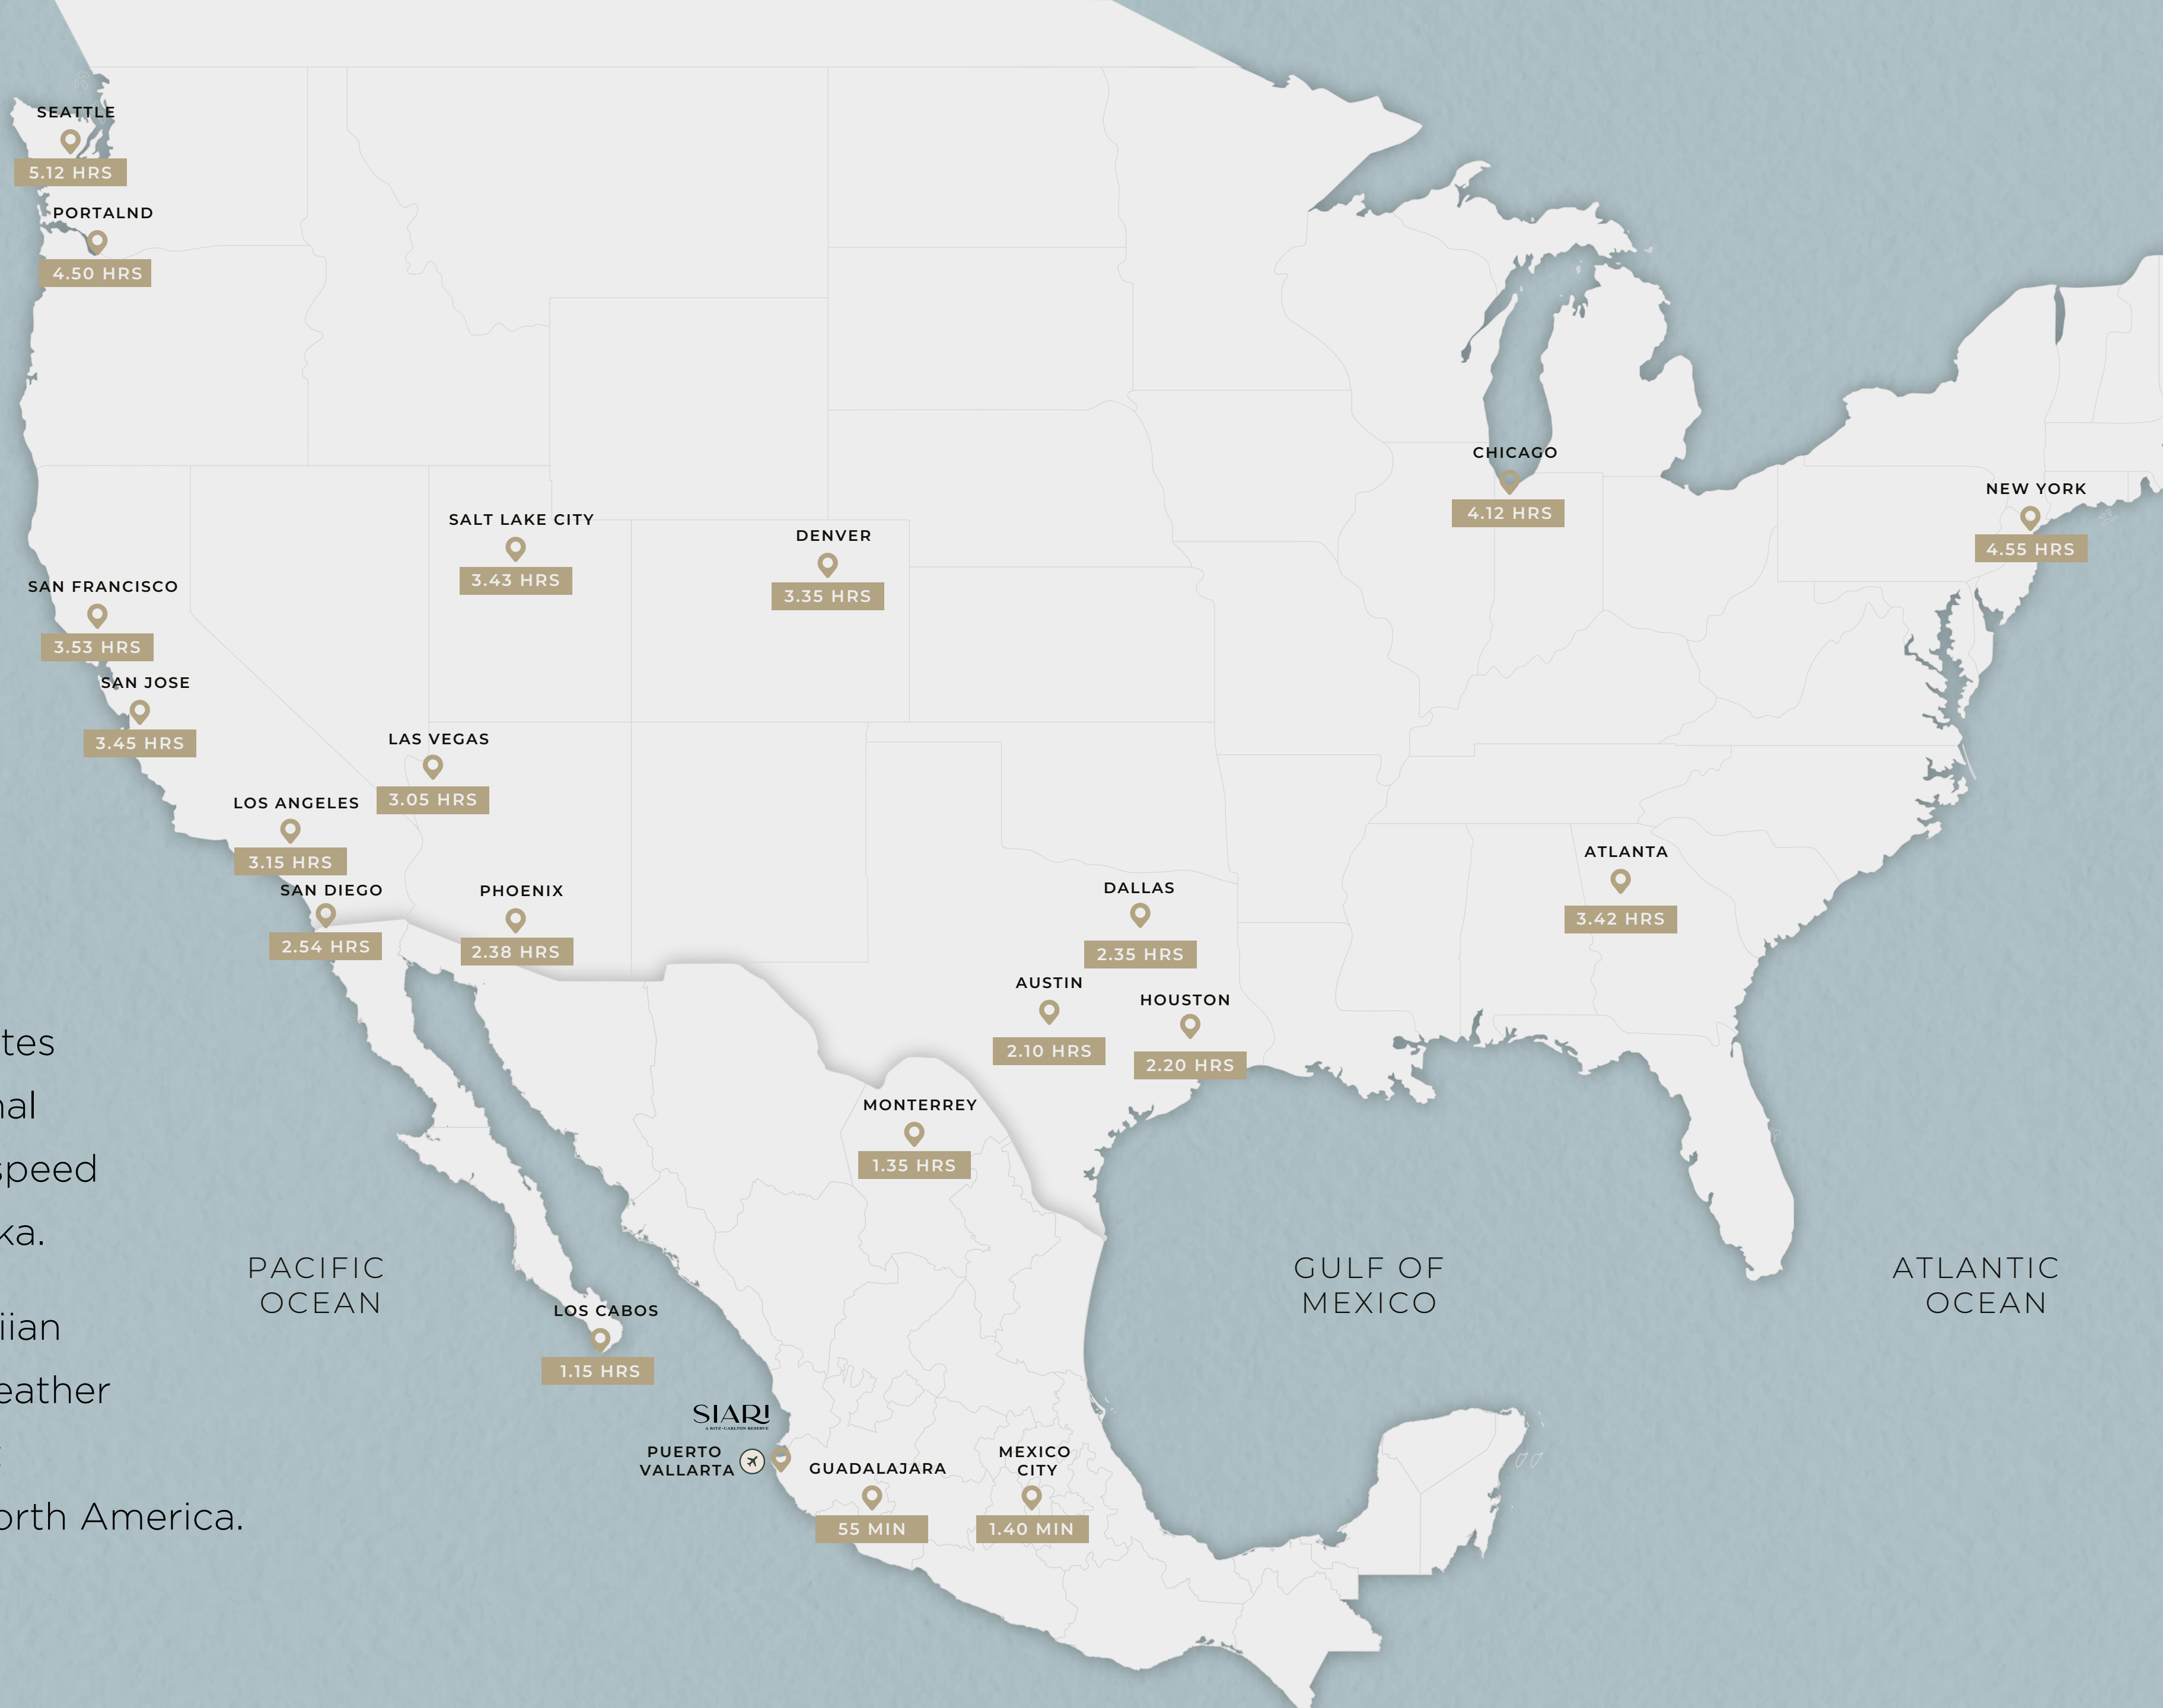 SEATTLE
5.12 HRS
PORTALND
4.50 HRS
CHICAGO
4.12 HRS
NEW YORK
4.55 HRS
SALT LAKE CITY
3.43 HRS
DENVER
3.35 HRS
SAN FRANCISCO
3.53 HRS
SAN JOSE
3.45 HRS
LAS VEGAS
3.05 HRS
LOS ANGELES
3.15 HRS
SAN DIEGO
2.54 HRS
PHOENIX
2.38 HRS
DALLAS
2.35 HRS
ATLANTA
3.42 HRS
AUSTIN
2.10 HRS
HOUSTON
2.20 HRS
MONTERREY
1.35 HRS
tes
nal
speed
ka.
iian
eather
orth America.
PACIFIC
OCEAN
GULF OF
MEXICO
ATLANTIC
OCEAN
LOS CABOS
1.15 HRS
SIARI
A RITZ-CARLTON RESERVE
PUERTO
VALLARTA
GUADALAJARA
55 MIN
MEXICO
CITY
1.40 MIN